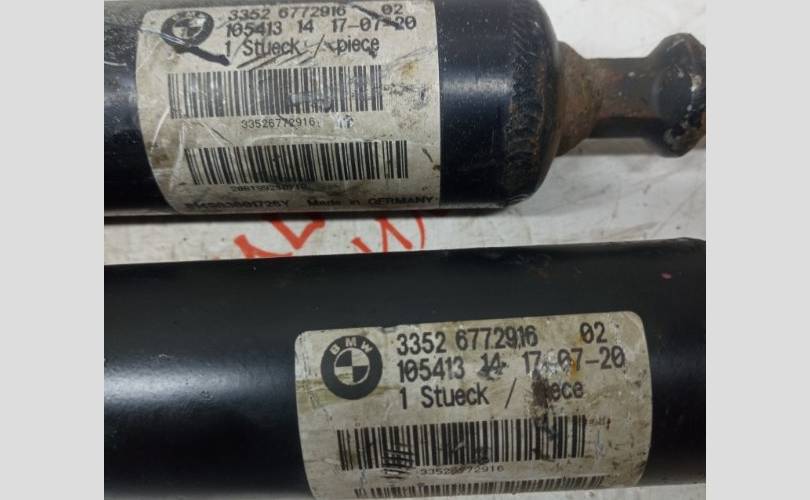 3352 6772916 02
105413 14 17-07-20
1 Stueck / piece
33526772916
Made in GERMANY
BMW
3352 6772916 02
105413 14 17-07-20
1 Stueck / piece
33526772916